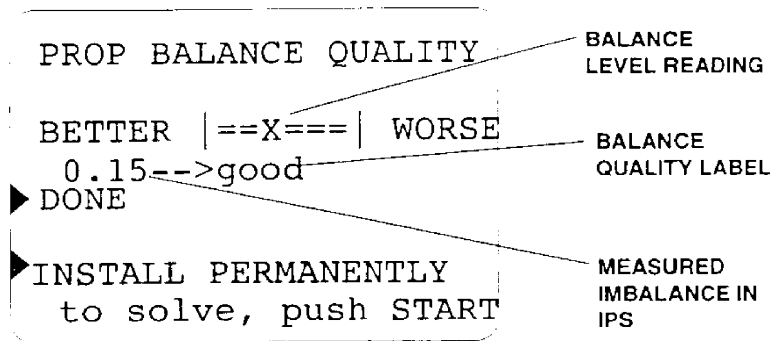 PROP BALANCE QUALITY
BETTER |==X===| WORSE
0.15-->good
DONE
INSTALL PERMANENTLY
to solve, push START
BALANCE
LEVEL READING
BALANCE
QUALITY LABEL
MEASURED
IMBALANCE IN
IPS